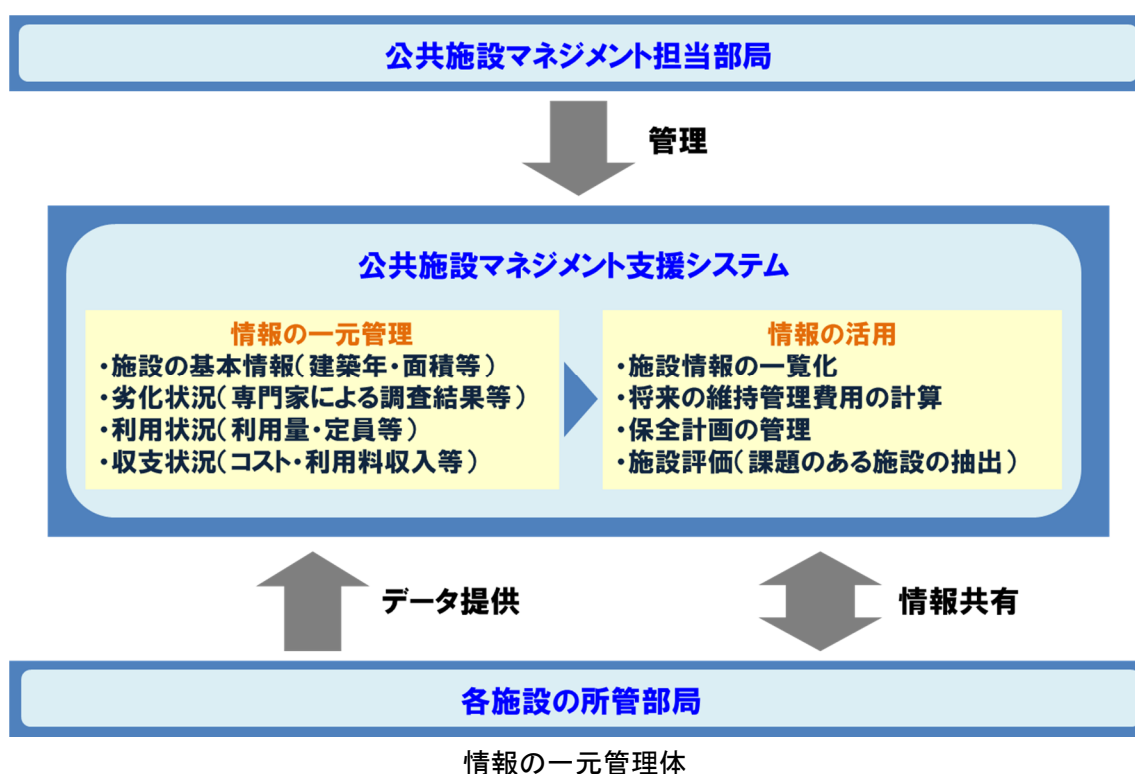 公共施設マネジメント担当部局
管理
公共施設マネジメント支援システム
情報の一元管理
・施設の基本情報(建築年・面積等)
・劣化状況(専門家による調査結果等)
・利用状況(利用量・定員等)
・収支状況(コスト・利用料収入等)
情報の活用
・施設情報の一覧化
・将来の維持管理費用の計算
・保全計画の管理
・施設評価(課題のある施設の抽出)
データ提供
情報共有
各施設の所管部局
情報の一元管理体